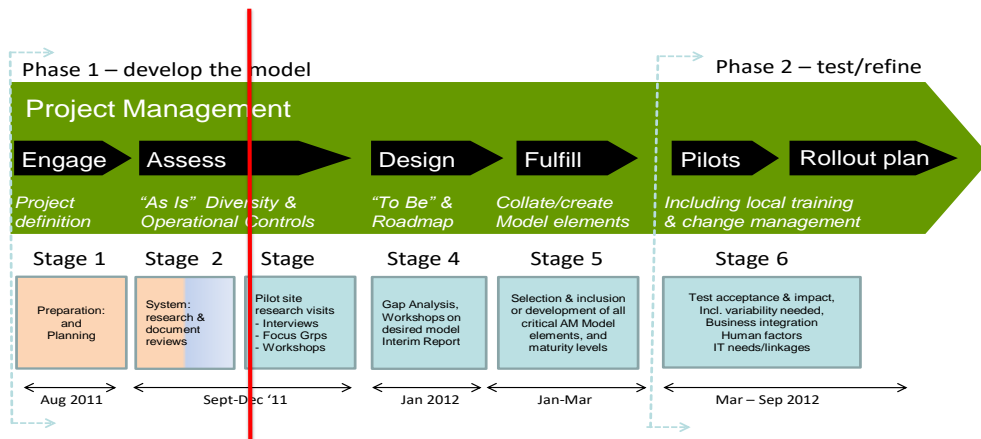 Phase 1 – develop the model
Phase 2 – test/refine
Project Management
Engage
Assess
Design
Fulfill
Pilots
Rollout plan
Project
definition
"As Is" Diversity &
Operational Controls
"To Be" &
Roadmap
Collate/create
Model elements
Including local training
& change management
Stage 1
Stage 2
Stage
Stage 4
Stage 5
Stage 6
Preparation:
and
Planning
System:
research &
document
reviews
Pilot site
research visits
- Interviews
- Focus Grps
- Workshops
Gap Analysis,
Workshops on
desired model
Interim Report
Selection & inclusion
or development of all
critical AM Model
elements, and
maturity levels
Test acceptance & impact,
Incl. variability needed,
Business integration
Human factors
IT needs/linkages
Aug 2011
Sept-Dec '11
Jan 2012
Jan-Mar
Mar – Sep 2012